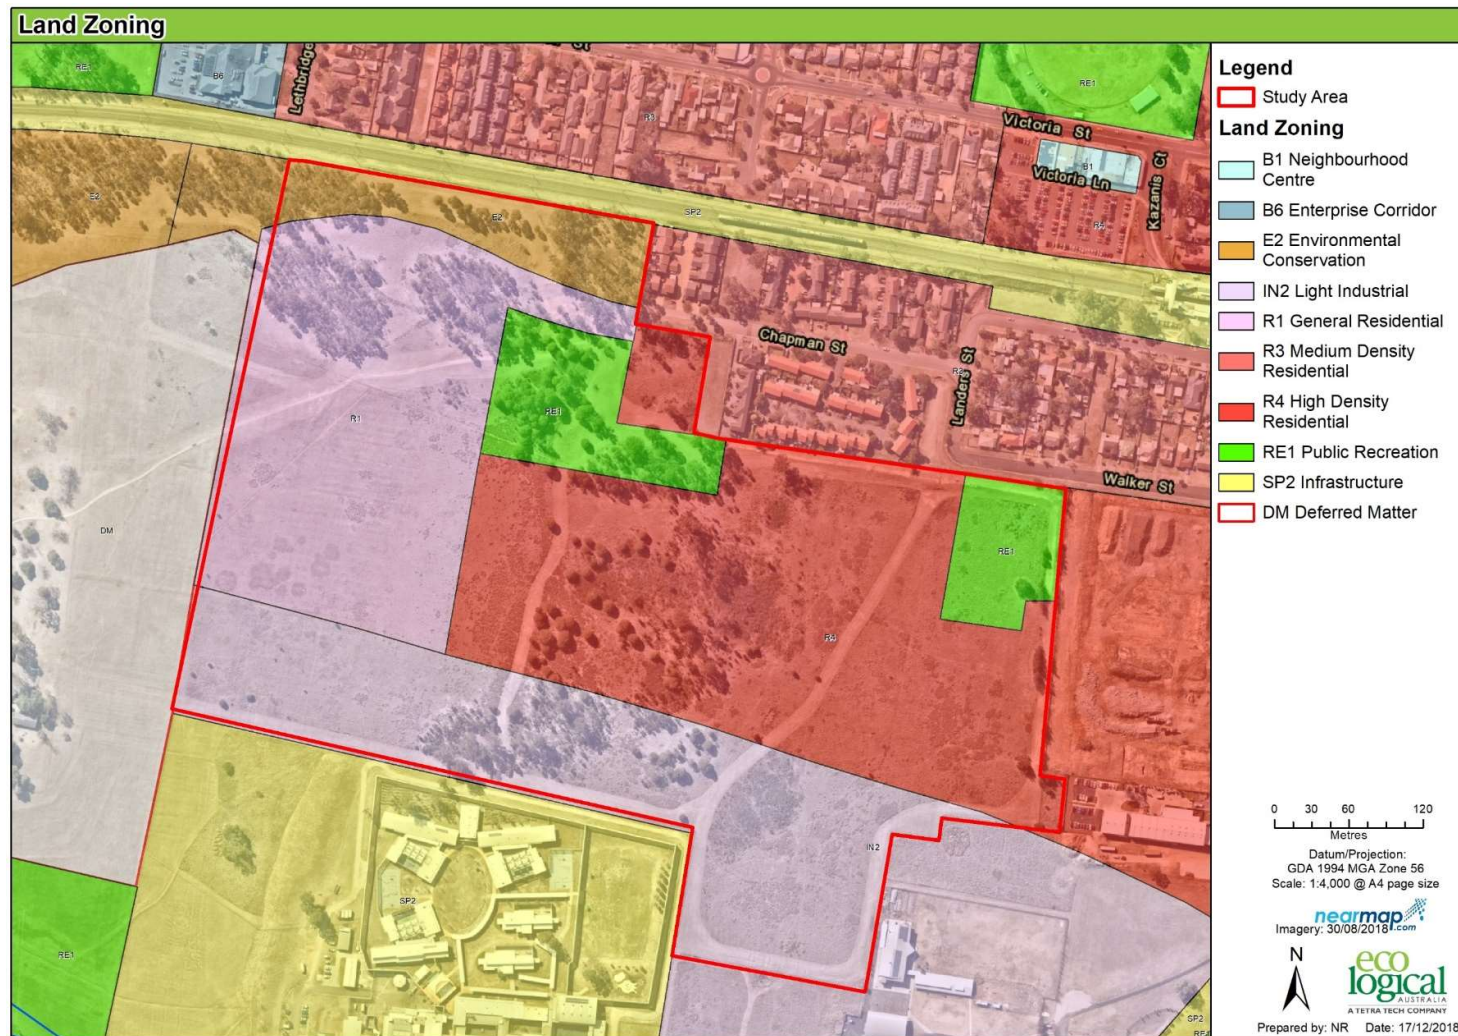 Land Zoning
RE1
B6
Lethbridge
St
R3
RE1
Victoria St
B1
Victoria Ln
Kazanis Ct
R4
E2
E2
SP2
Chapman St
R3
Landers St
R1
RE1
Walker St
DM
RE1
R4
IN2
SP2
RE1
SP2
RE1
Legend
Study Area
Land Zoning
B1 Neighbourhood
Centre
B6 Enterprise Corridor
E2 Environmental
Conservation
IN2 Light Industrial
R1 General Residential
R3 Medium Density
Residential
R4 High Density
Residential
RE1 Public Recreation
SP2 Infrastructure
DM Deferred Matter
0 30 60 120
Metres
Datum/Projection:
GDA 1994 MGA Zone 56
Scale: 1:4,000 @ A4 page size
nearmap.com
Imagery: 30/08/2018
N
eco
logical
AUSTRALIA
A TETRA TECH COMPANY
Prepared by: NR Date: 17/12/2018